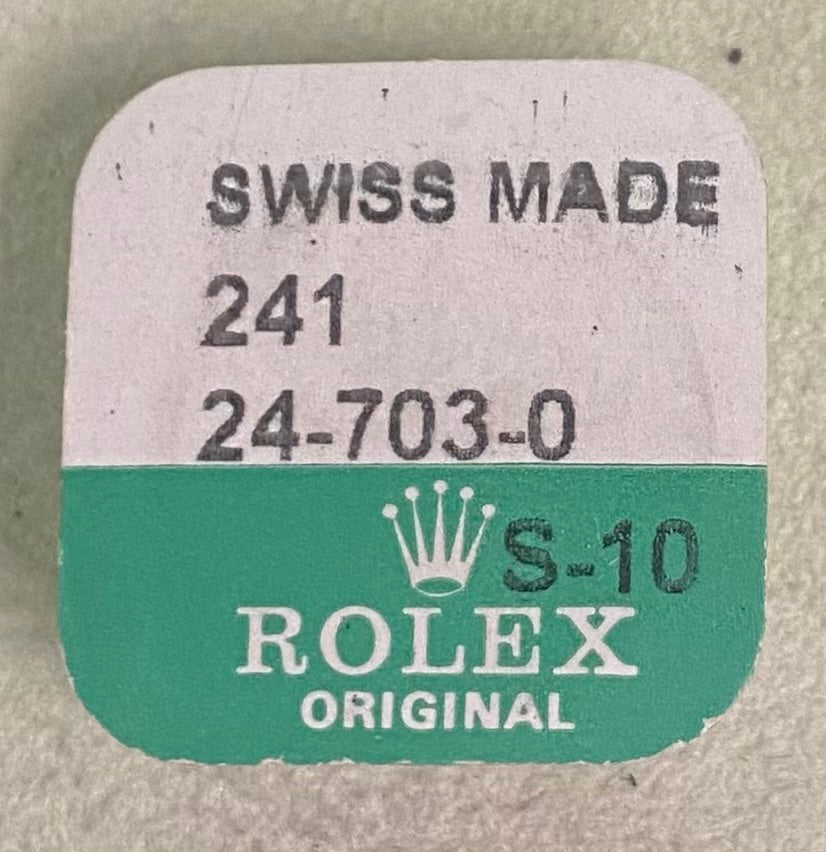 SWISS MADE
241
24-703-0
S-10
ROLEX
ORIGINAL